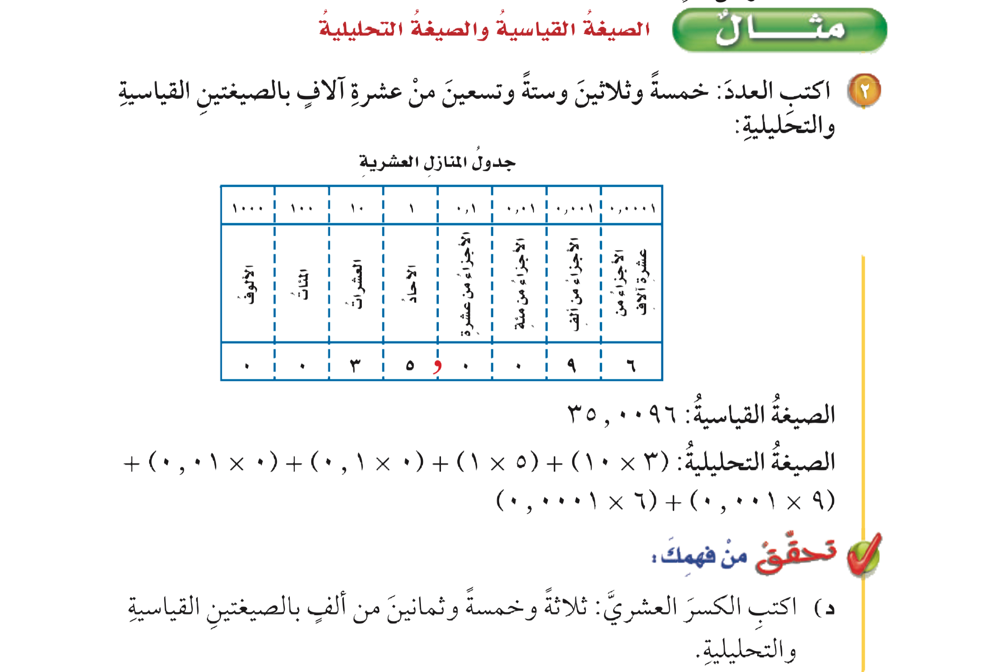 مثـــالٌ الصيغةُ القياسيةُ والصيغةُ التحليليةُ
٢ اكتبِ العددَ: خمسةً وثلاثينَ وستةً وتسعينَ منْ عشرةِ آلافٍ بالصيغتينِ القياسيةِ
والتحليليةِ:
جدولُ المنازلِ العشريةِ
١٠٠٠ ١٠٠ ١٠ ١ ٠,١ ٠,٠١ ٠,٠٠١ ٠,٠٠٠١
الألوفُ المئاتُ العشراتُ الآحادُ الأجزاءُ من عشرةٍ الأجزاءُ من مئةٍ الأجزاءُ من ألفٍ الأجزاءُ من عشرةِ آلافٍ
٠ ٠ ٣ ٥ , ٠ ٠ ٩ ٦
الصيغةُ القياسيةُ: ٣٥,٠٠٩٦
الصيغةُ التحليليةُ: (٣ × ١٠) + (٥ × ١) + (٠ × ٠,١) + (٠ × ٠,٠١) +
(٩ × ٠,٠٠١) + (٦ × ٠,٠٠٠١)
تحقَّقْ منْ فهمِكَ:
د) اكتبِ الكسرَ العشريَّ: ثلاثةً وخمسةً وثمانينَ من ألفٍ بالصيغتينِ القياسيةِ
والتحليليةِ.